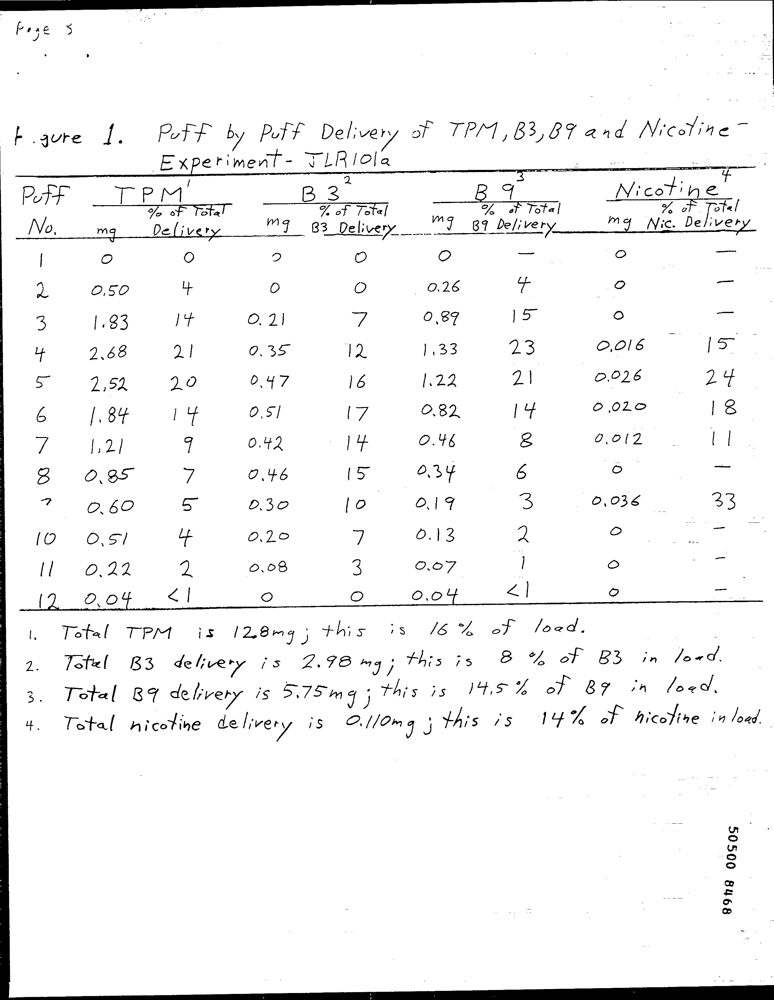 Page 5
Figure 1. Puff by Puff Delivery of TPM, B3, B9 and Nicotine-
Experiment- JLR101a
Puff TPM1 B32 B93 Nicotine4
% of Total % of Total % of Total % of Total
No. mg Delivery mg B3 Delivery mg B9 Delivery mg Nic. Delivery
1 0 0 0 0 0 — 0 —
2 0.50 4 0 0 0.26 4 0 —
3 1.83 14 0.21 7 0.89 15 0 —
4 2.68 21 0.35 12 1.33 23 0.016 15
5 2.52 20 0.47 16 1.22 21 0.026 24
6 1.84 14 0.51 17 0.82 14 0.020 18
7 1.21 9 0.42 14 0.46 8 0.012 11
8 0.85 7 0.46 15 0.34 6 0 —
9 0.60 5 0.30 10 0.19 3 0.036 33
10 0.51 4 0.20 7 0.13 2 0 —
11 0.22 2 0.08 3 0.07 1 0 —
12 0.04 <1 0 0 0.04 <1 0 —
1. Total TPM is 12.8mg; this is 16% of load.
2. Total B3 delivery is 2.98 mg; this is 8% of B3 in load.
3. Total B9 delivery is 5.75mg; this is 14.5% of B9 in load.
4. Total nicotine delivery is 0.110mg; this is 14% of nicotine in load.
50500 8468